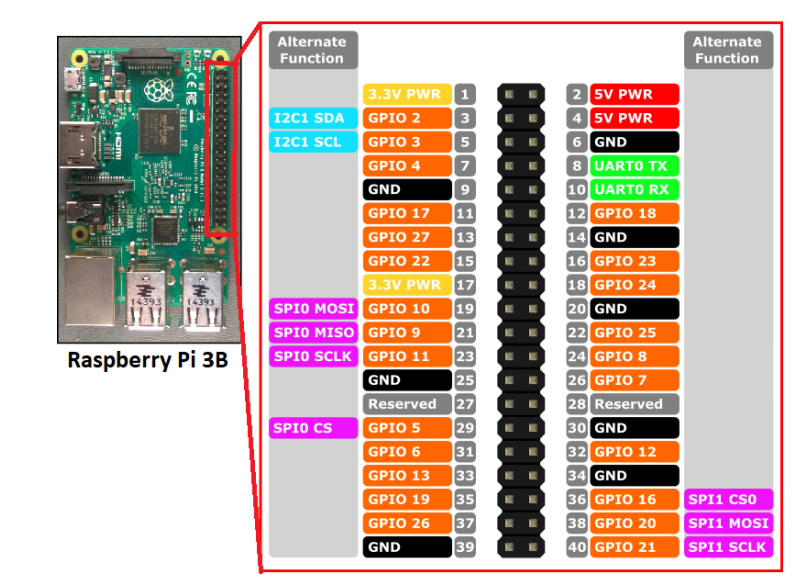 Alternate Function
Alternate Function
3.3V PWR 1 2 5V PWR
I2C1 SDA GPIO 2 3 4 5V PWR
I2C1 SCL GPIO 3 5 6 GND
GPIO 4 7 8 UART0 TX
GND 9 10 UART0 RX
GPIO 17 11 12 GPIO 18
GPIO 27 13 14 GND
GPIO 22 15 16 GPIO 23
3.3V PWR 17 18 GPIO 24
SPI0 MOSI GPIO 10 19 20 GND
SPI0 MISO GPIO 9 21 22 GPIO 25
SPI0 SCLK GPIO 11 23 24 GPIO 8
GND 25 26 GPIO 7
Reserved 27 28 Reserved
SPI0 CS GPIO 5 29 30 GND
GPIO 6 31 32 GPIO 12
GPIO 13 33 34 GND
GPIO 19 35 36 GPIO 16 SPI1 CS0
GPIO 26 37 38 GPIO 20 SPI1 MOSI
GND 39 40 GPIO 21 SPI1 SCLK
HDMI
14393
14393
Raspberry Pi 3B